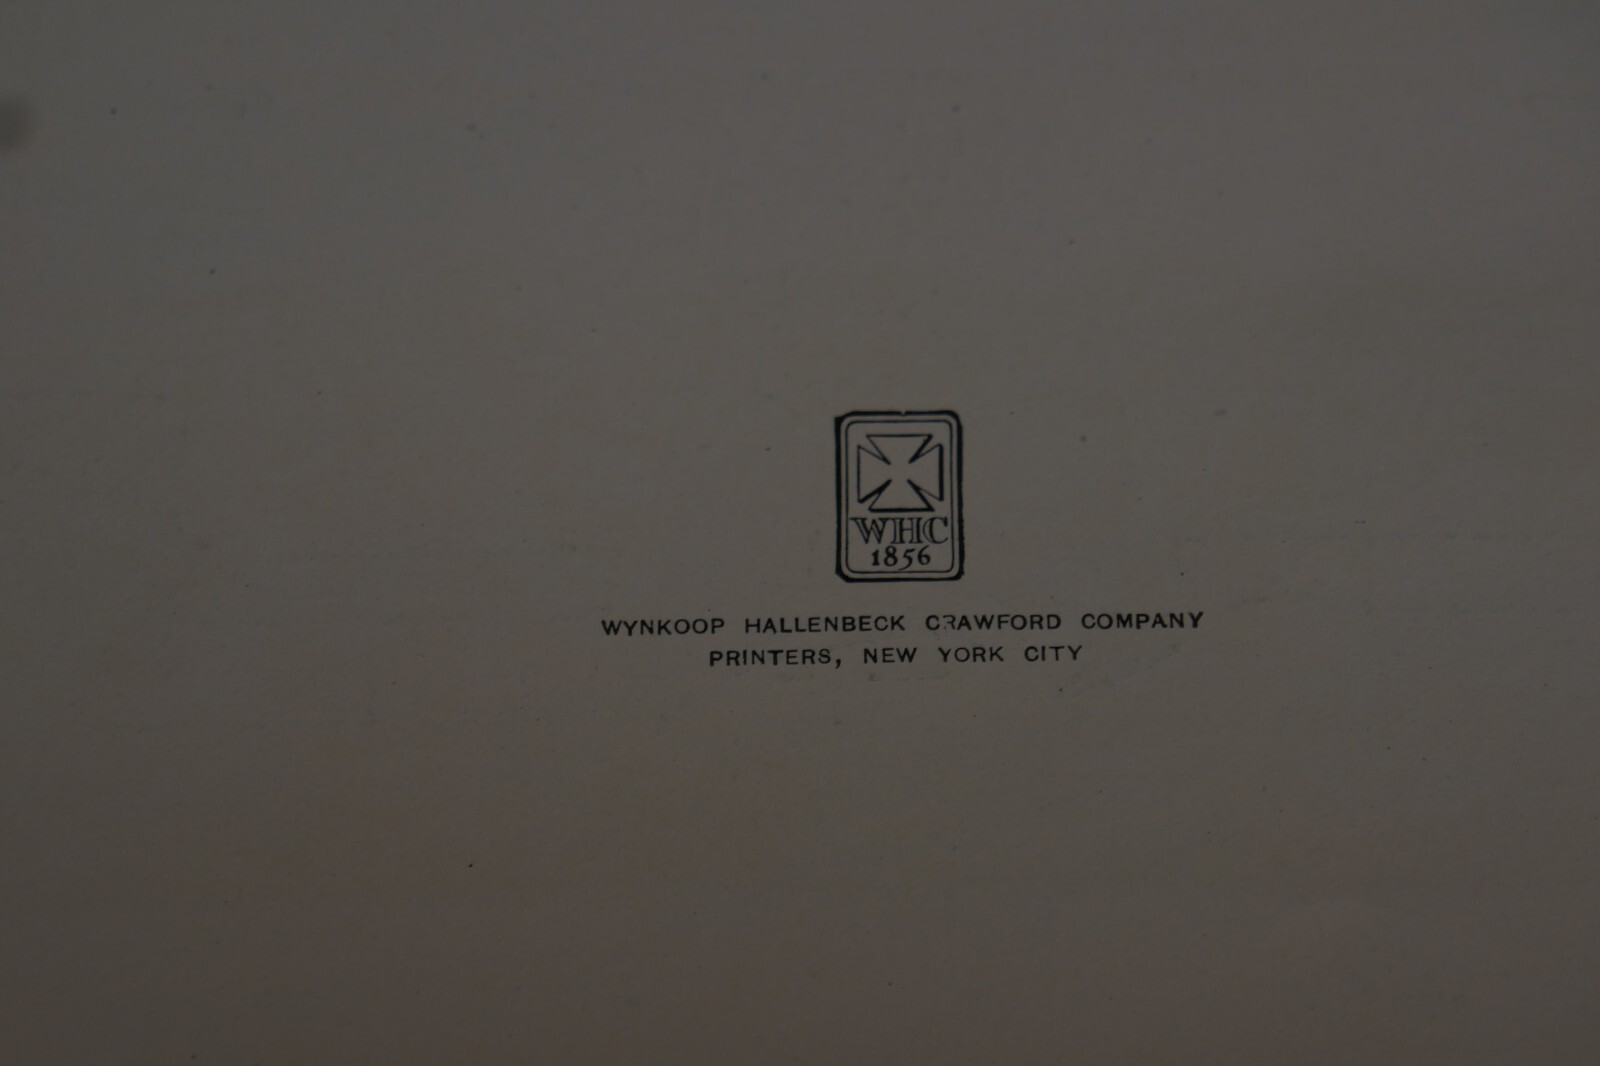 WHC
1856
WYNKOOP HALLENBECK CRAWFORD COMPANY
PRINTERS, NEW YORK CITY